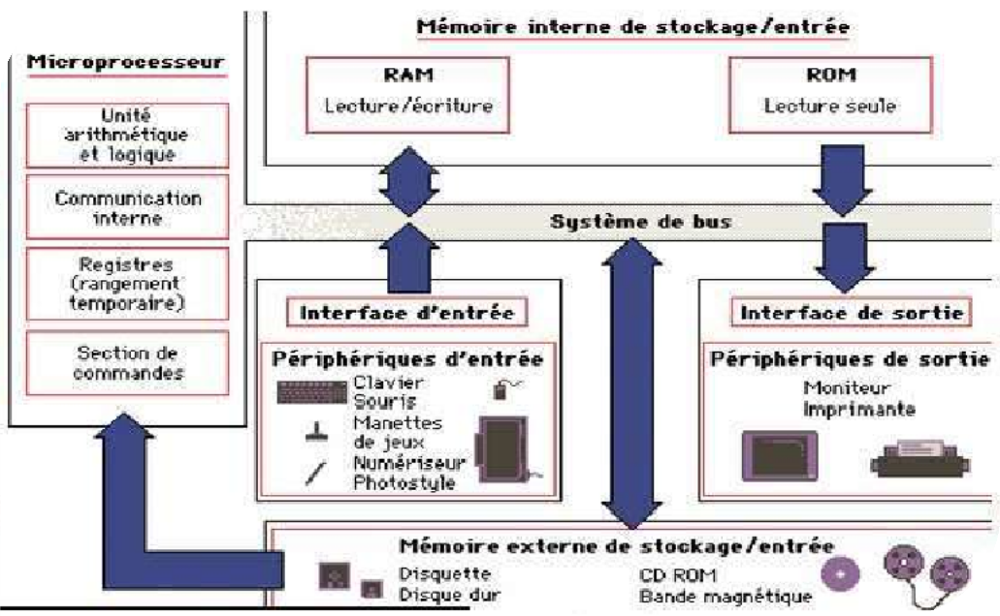 Mémoire interne de stockage/entrée
Microprocesseur
Unité
arithmétique
et logique
Communication
interne
Registres
(rangement
temporaire)
Section de
commandes
RAM
Lecture/écriture
ROM
Lecture seule
Système de bus
Interface d'entrée
Périphériques d'entrée
Clavier
Souris
Manettes
de jeux
Numériseur
Photostyle
Interface de sortie
Périphériques de sortie
Moniteur
Imprimante
Mémoire externe de stockage/entrée
Disquette
Disque dur
CD ROM
Bande magnétique